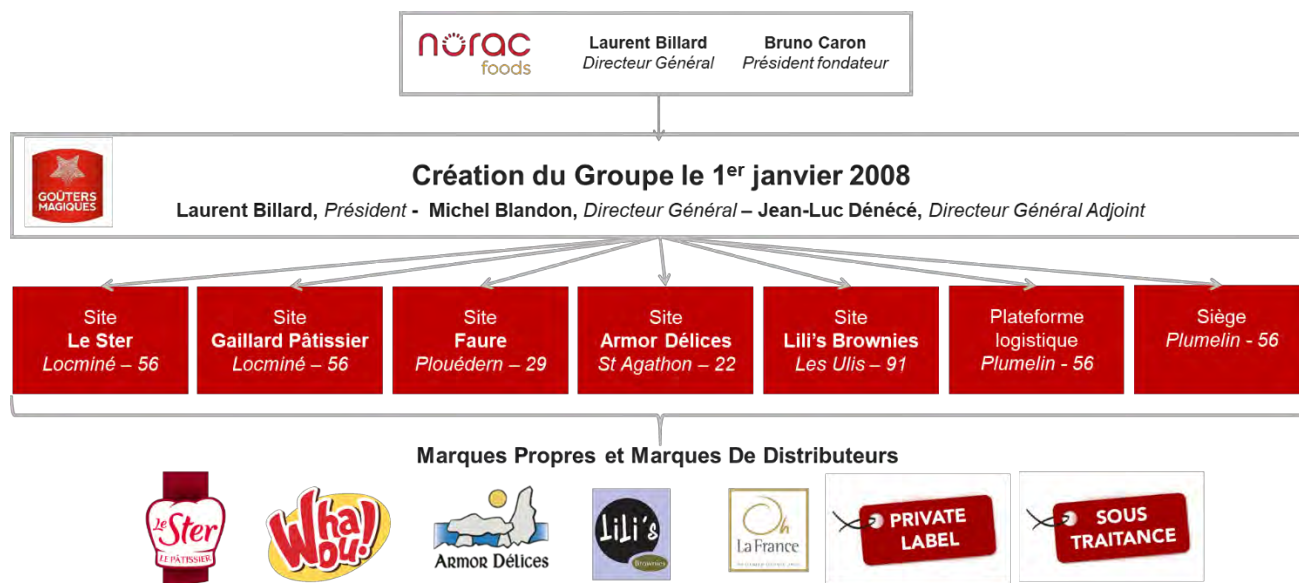 norac
foods
Laurent Billard
Directeur Général
Bruno Caron
Président fondateur
GOÛTERS
MAGIQUES
Création du Groupe le 1er janvier 2008
Laurent Billard, Président - Michel Blandon, Directeur Général – Jean-Luc Dénécé, Directeur Général Adjoint
Site
Le Ster
Locminé – 56
Site
Gaillard Pâtissier
Locminé – 56
Site
Faure
Plouédern – 29
Site
Armor Délices
St Agathon – 22
Site
Lili's Brownies
Les Ulis – 91
Plateforme
logistique
Plumelin - 56
Siège
Plumelin - 56
Marques Propres et Marques De Distributeurs
Le
Ster
LE PÂTISSIER
Wha
ou!
ARMOR DÉLICES
LiLi's
Brownies
Oh
La France
PRIVATE
LABEL
SOUS
TRAITANCE